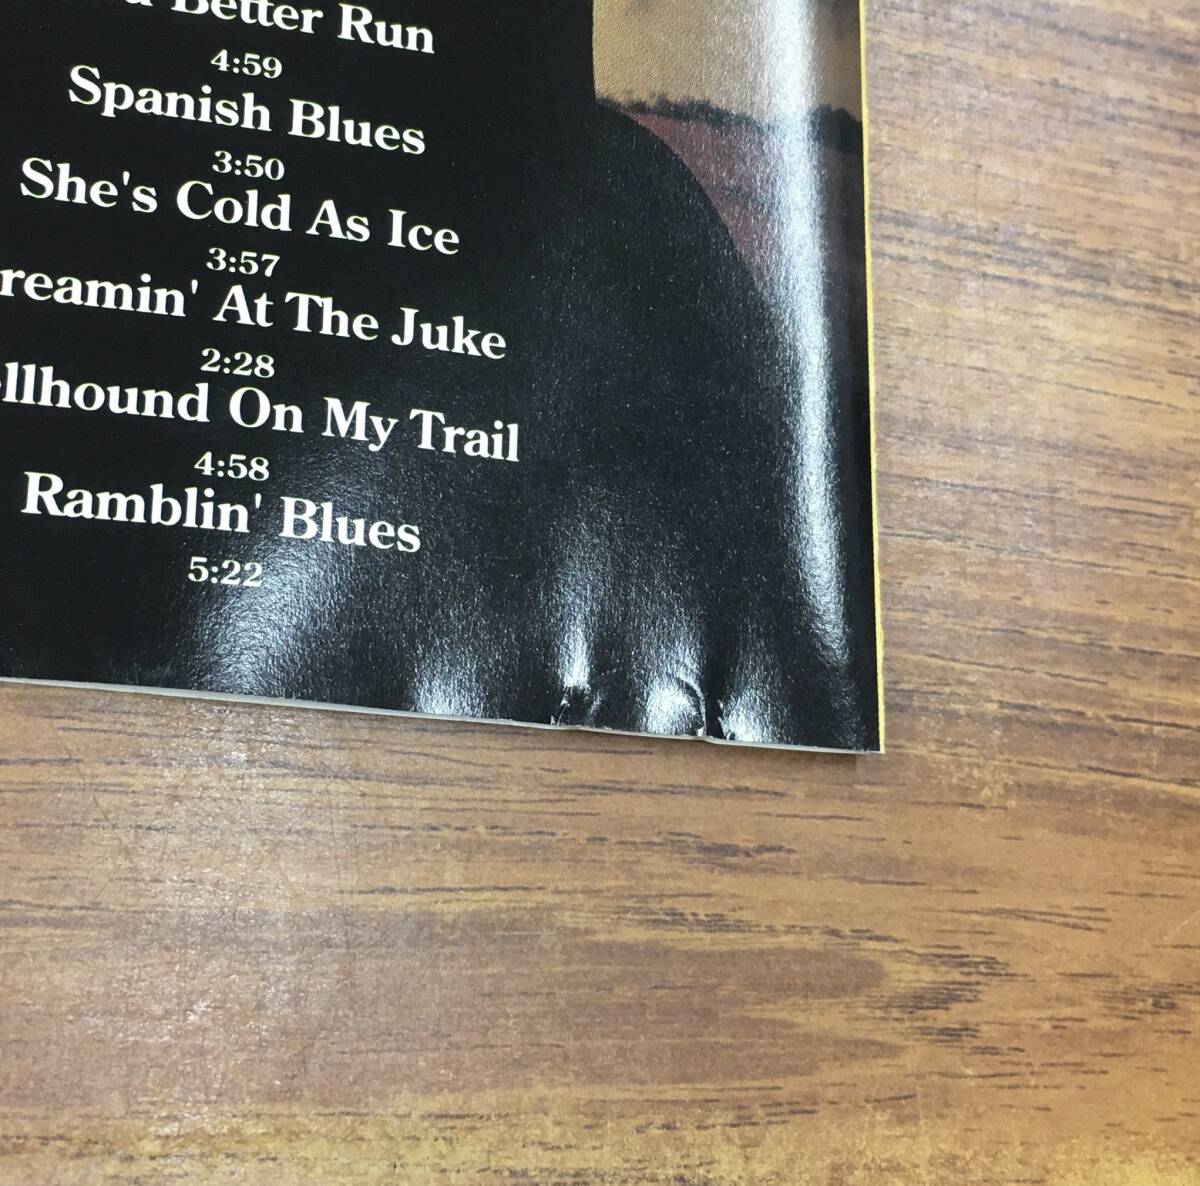 Better Run
4:59
Spanish Blues
3:50
She's Cold As Ice
3:57
reamin' At The Juke
2:28
llhound On My Trail
4:58
Ramblin' Blues
5:22